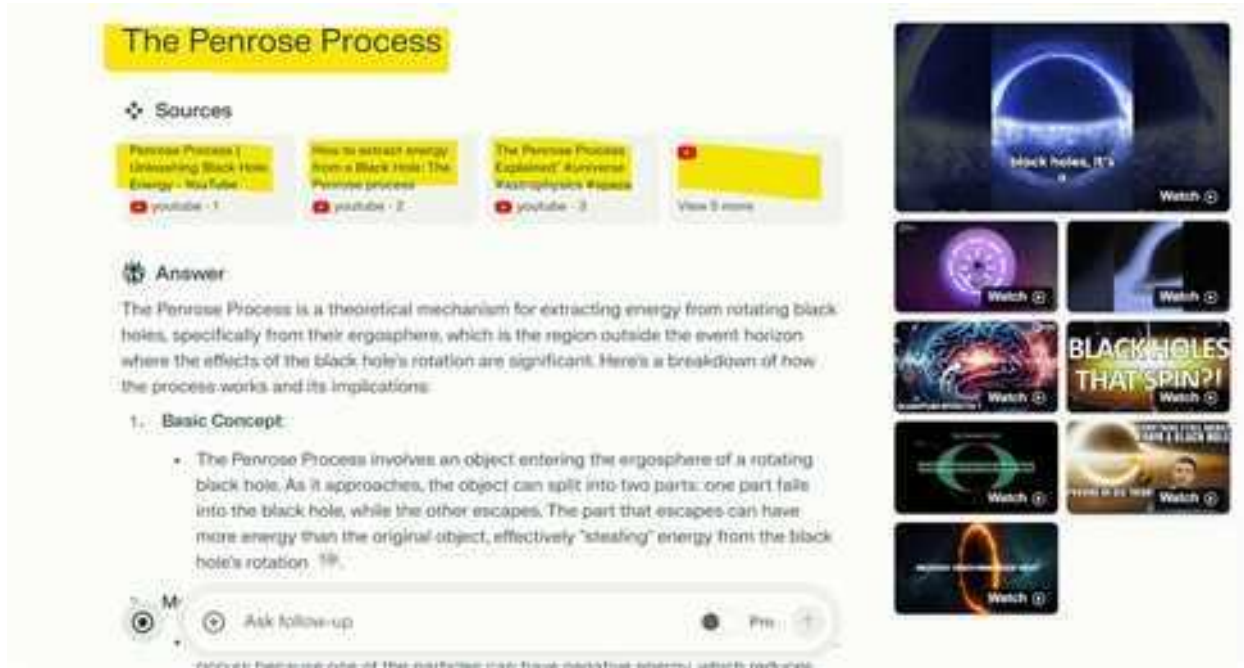 The Penrose Process
Sources
Penrose Process |
Unleashing Black Hole
Energy - YouTube
youtube · 1
How to extract energy
from a Black Hole: The
Penrose process
youtube · 2
The Penrose Process
Explained" #universe
#astrophysics #space
youtube · 3
View 5 more
Answer
The Penrose Process is a theoretical mechanism for extracting energy from rotating black
holes, specifically from their ergosphere, which is the region outside the event horizon
where the effects of the black hole's rotation are significant. Here's a breakdown of how
the process works and its implications:
1. Basic Concept:
• The Penrose Process involves an object entering the ergosphere of a rotating
black hole. As it approaches, the object can split into two parts: one part falls
into the black hole, while the other escapes. The part that escapes can have
more energy than the original object, effectively "stealing" energy from the black
hole's rotation
M
Ask follow-up
Pro
occurs because one of the particles can have negative energy, which reduces
black holes, it's
a
Watch
Watch
Watch
Watch
BLACK HOLES
THAT SPIN?!
Watch
Watch
Watch
Watch